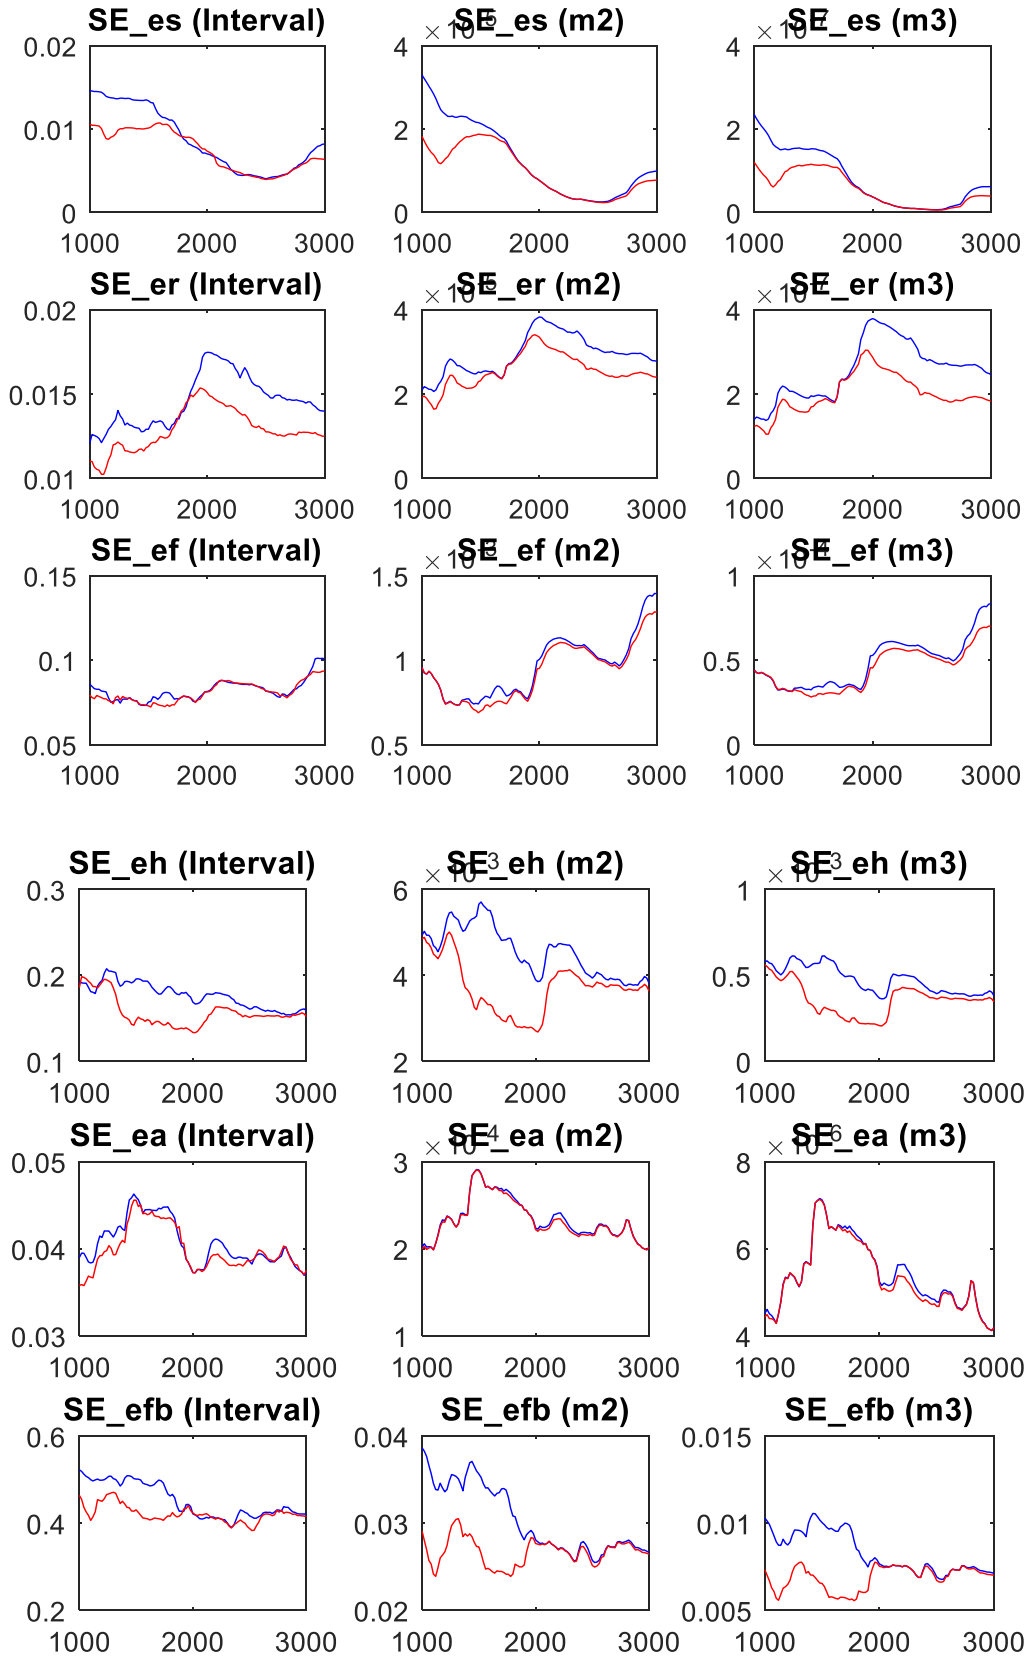 SE_es (Interval) SE_es (m2) SE_es (m3)
0.02 4 4
0.01 2 2
0 0 0
1000 2000 3000 1000 2000 3000 1000 2000 3000
SE_er (Interval) SE_er (m2) SE_er (m3)
0.02 4 4
0.015 2 2
0.01 0 0
1000 2000 3000 1000 2000 3000 1000 2000 3000
SE_ef (Interval) SE_ef (m2) SE_ef (m3)
0.15 1.5 1
0.1 1 0.5
0.05 0.5 0
1000 2000 3000 1000 2000 3000 1000 2000 3000
SE_eh (Interval) SE_eh (m2) SE_eh (m3)
0.3 6 1
0.2 4 0.5
0.1 2 0
1000 2000 3000 1000 2000 3000 1000 2000 3000
SE_ea (Interval) SE_ea (m2) SE_ea (m3)
0.05 3 8
0.04 2 6
0.03 1 4
1000 2000 3000 1000 2000 3000 1000 2000 3000
SE_efb (Interval) SE_efb (m2) SE_efb (m3)
0.6 0.04 0.015
0.4 0.03 0.01
0.2 0.02 0.005
1000 2000 3000 1000 2000 3000 1000 2000 3000